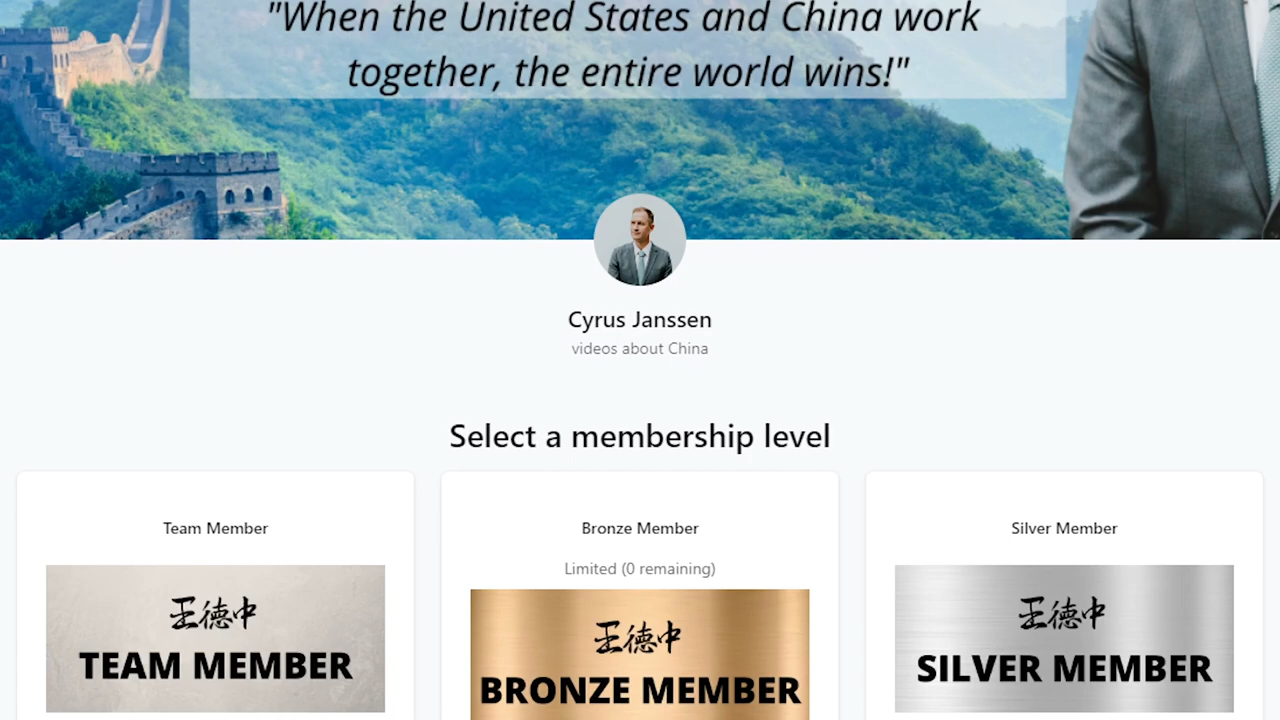 "When the United States and China work
together, the entire world wins!"
Cyrus Janssen
videos about China
Select a membership level
Team Member
Bronze Member
Silver Member
Limited (0 remaining)
王德中
TEAM MEMBER
王德中
BRONZE MEMBER
王德中
SILVER MEMBER